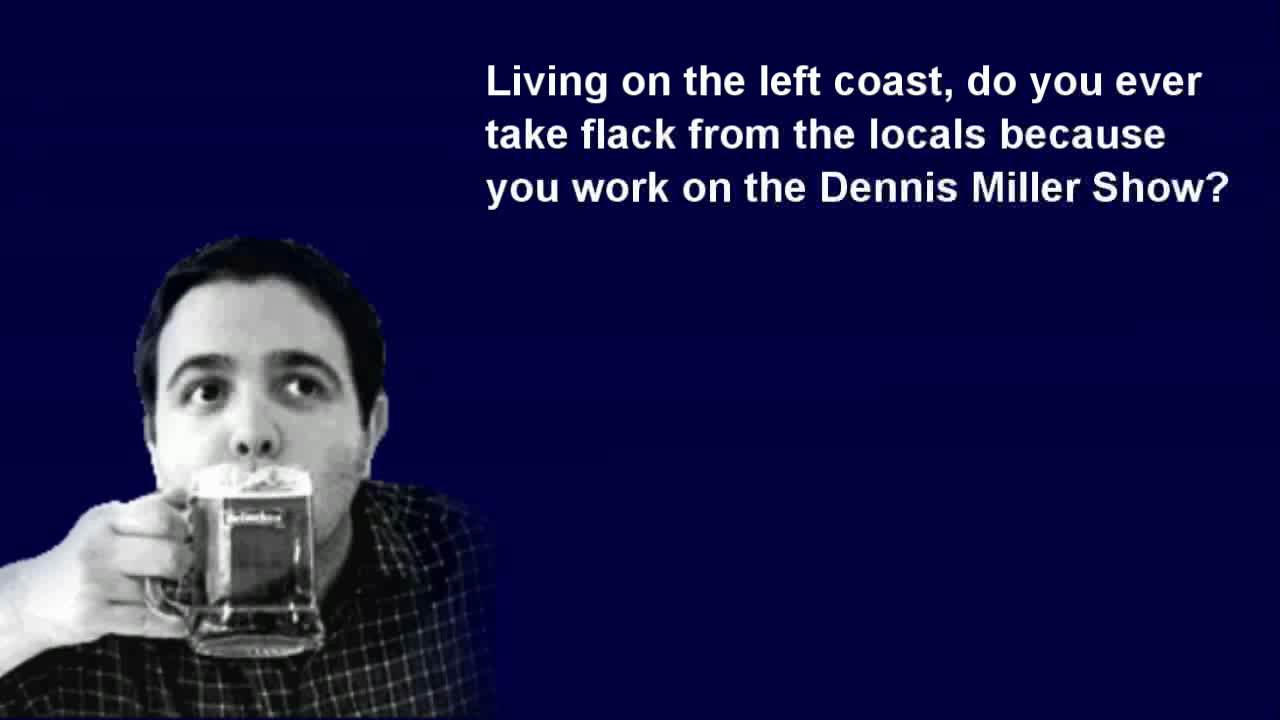 Living on the left coast, do you ever
take flack from the locals because
you work on the Dennis Miller Show?